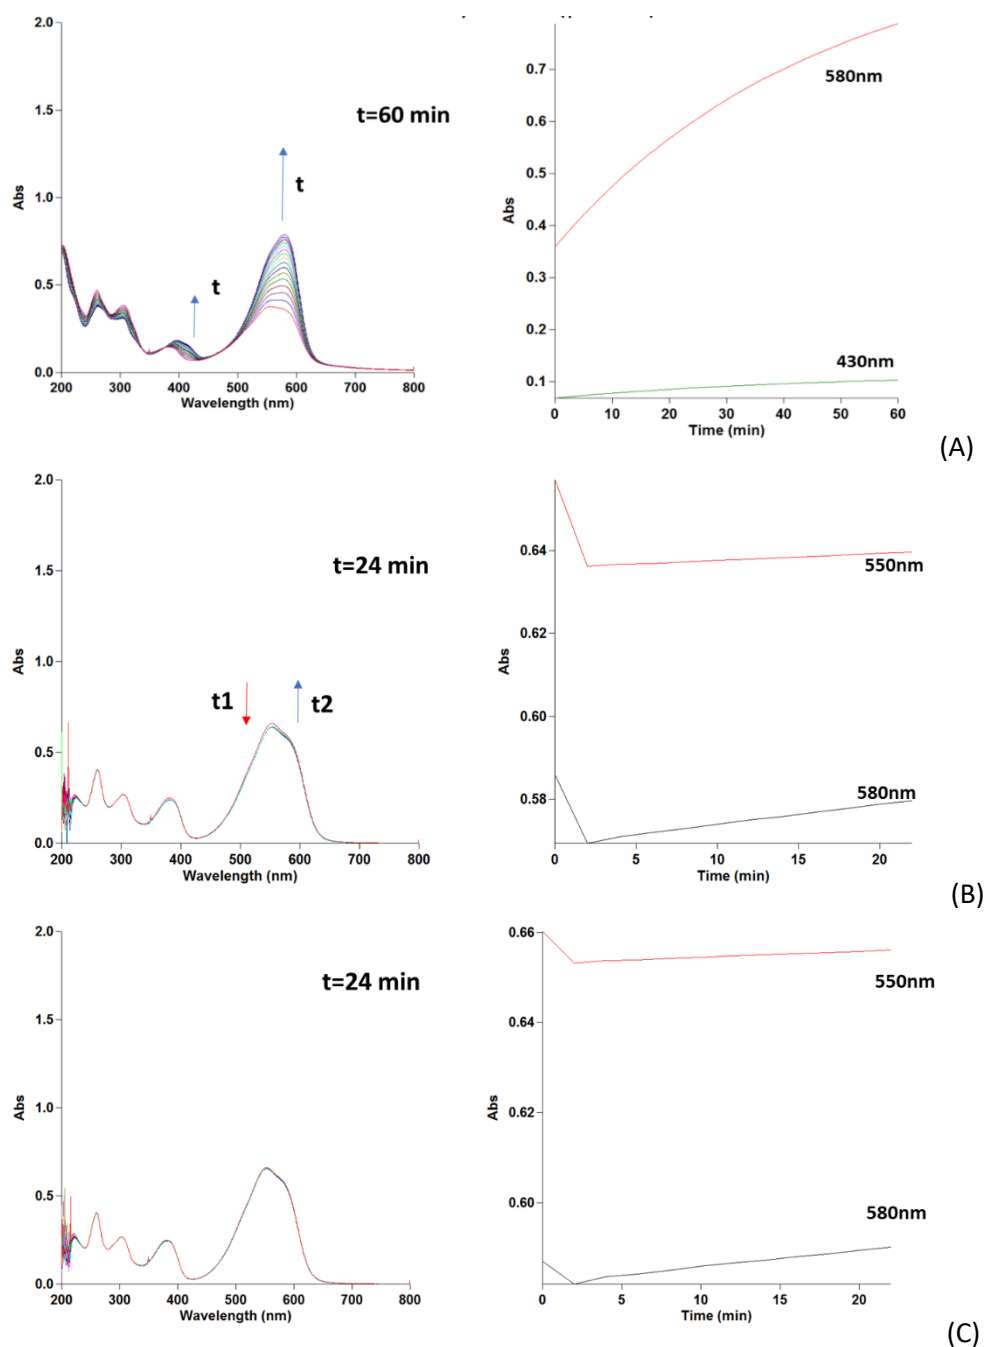 2.0
1.5
1.0
0.5
0.0
Abs
t=60 min
t
t
200 300 400 500 600 700 800
Wavelength (nm)
0.7
0.6
0.5
0.4
0.3
0.2
0.1
Abs
580nm
430nm
0 10 20 30 40 50 60
Time (min)
(A)
2.0
1.5
1.0
0.5
0.0
Abs
t=24 min
t1
t2
200 300 400 500 600 700 800
Wavelength (nm)
0.64
0.62
0.60
0.58
Abs
550nm
580nm
0 5 10 15 20
Time (min)
(B)
2.0
1.5
1.0
0.5
0.0
Abs
t=24 min
200 300 400 500 600 700 800
Wavelength (nm)
0.66
0.64
0.62
0.60
Abs
550nm
580nm
0 5 10 15 20
Time (min)
(C)